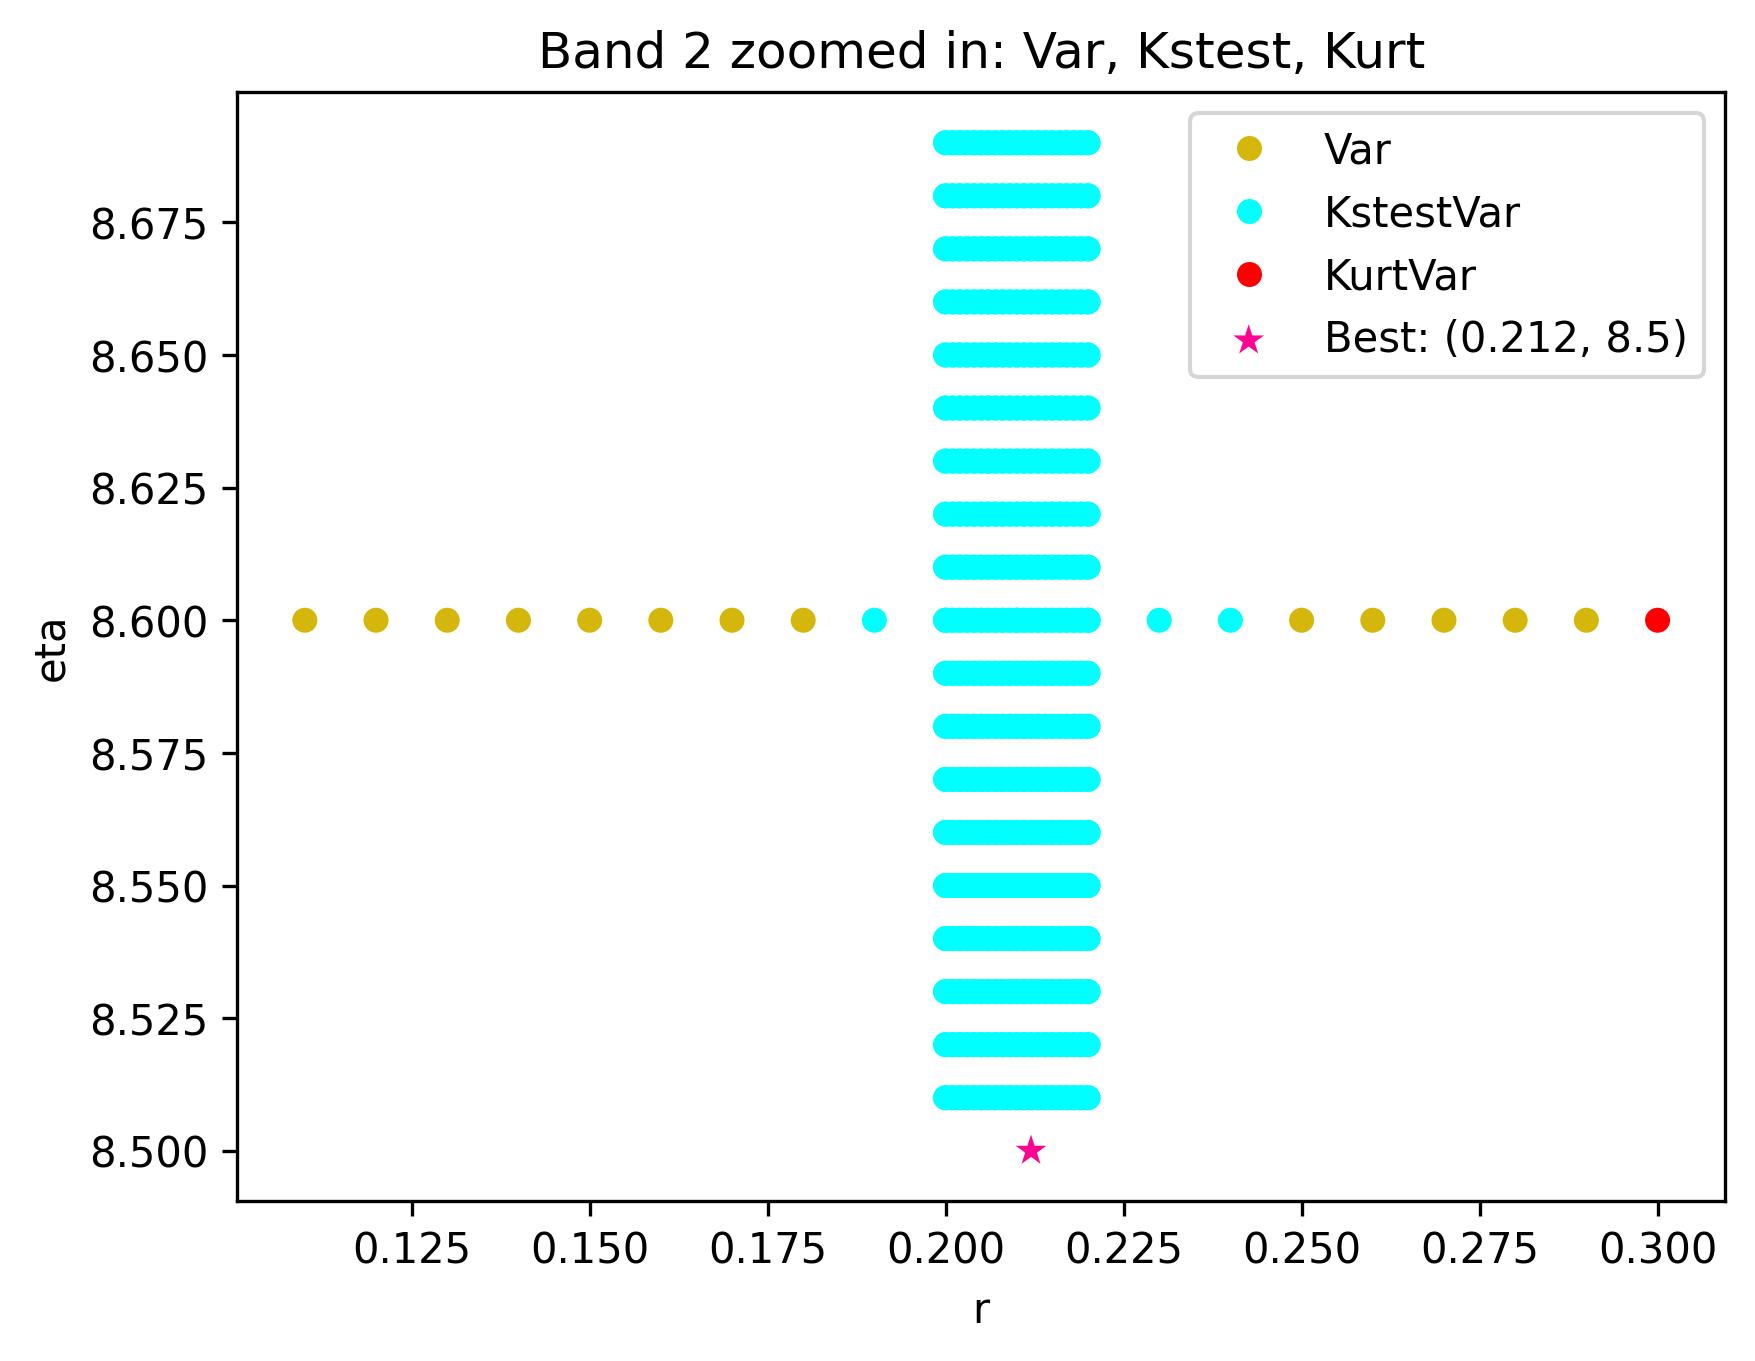 Band 2 zoomed in: Var, Kstest, Kurt
Var
KstestVar
KurtVar
Best: (0.212, 8.5)
eta
8.675
8.650
8.625
8.600
8.575
8.550
8.525
8.500
0.125 0.150 0.175 0.200 0.225 0.250 0.275 0.300
r